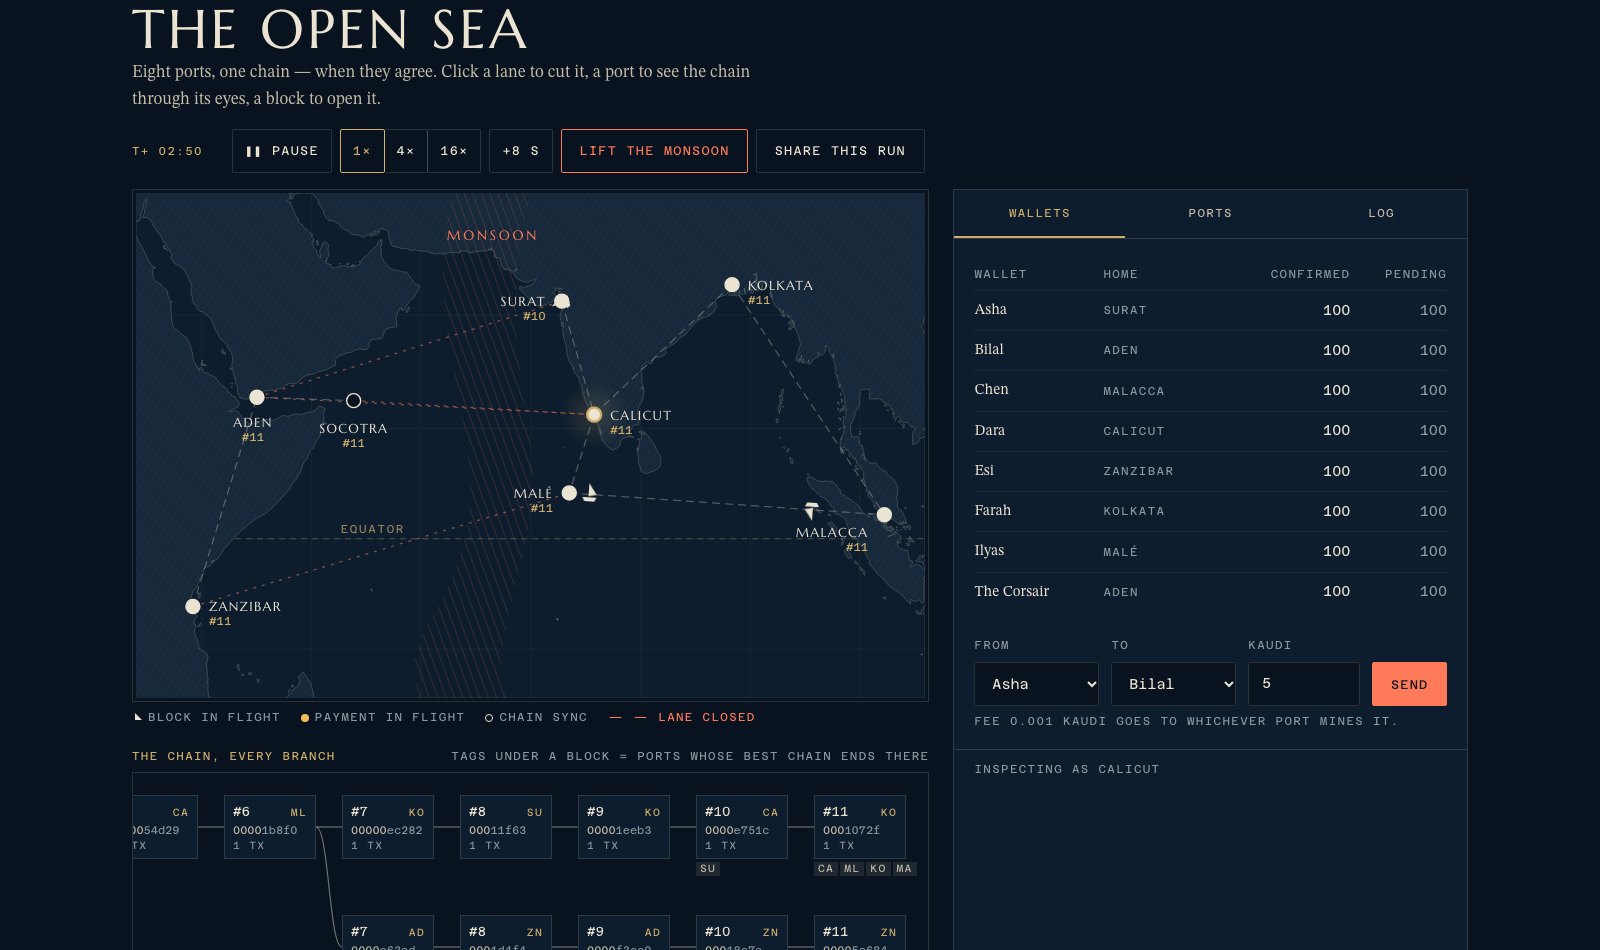 THE OPEN SEA
Eight ports, one chain — when they agree. Click a lane to cut it, a port to see the chain
through its eyes, a block to open it.
T+ 02:50
PAUSE
1×
4×
16×
+8 S
LIFT THE MONSOON
SHARE THIS RUN
MONSOON
SURAT
#10
KOLKATA
#11
ADEN
#11
SOCOTRA
#11
CALICUT
#11
MALÉ
#11
EQUATOR
MALACCA
#11
ZANZIBAR
#11
BLOCK IN FLIGHT
PAYMENT IN FLIGHT
CHAIN SYNC
LANE CLOSED
THE CHAIN, EVERY BRANCH
TAGS UNDER A BLOCK = PORTS WHOSE BEST CHAIN ENDS THERE
CA
54d29
TX
#6 ML
00001b8f0
1 TX
#7 KO
00000ec282
1 TX
#8 SU
00011f63
1 TX
#9 KO
00001eeb3
1 TX
#10 CA
0000e751c
1 TX
SU
#11 KO
0001072f
1 TX
CA ML KO MA
#7 AD
#8 ZN
#9 AD
#10 ZN
#11 ZN
WALLETS
PORTS
LOG
WALLET HOME CONFIRMED PENDING
Asha SURAT 100 100
Bilal ADEN 100 100
Chen MALACCA 100 100
Dara CALICUT 100 100
Esi ZANZIBAR 100 100
Farah KOLKATA 100 100
Ilyas MALÉ 100 100
The Corsair ADEN 100 100
FROM TO KAUDI
Asha Bilal 5 SEND
FEE 0.001 KAUDI GOES TO WHICHEVER PORT MINES IT.
INSPECTING AS CALICUT